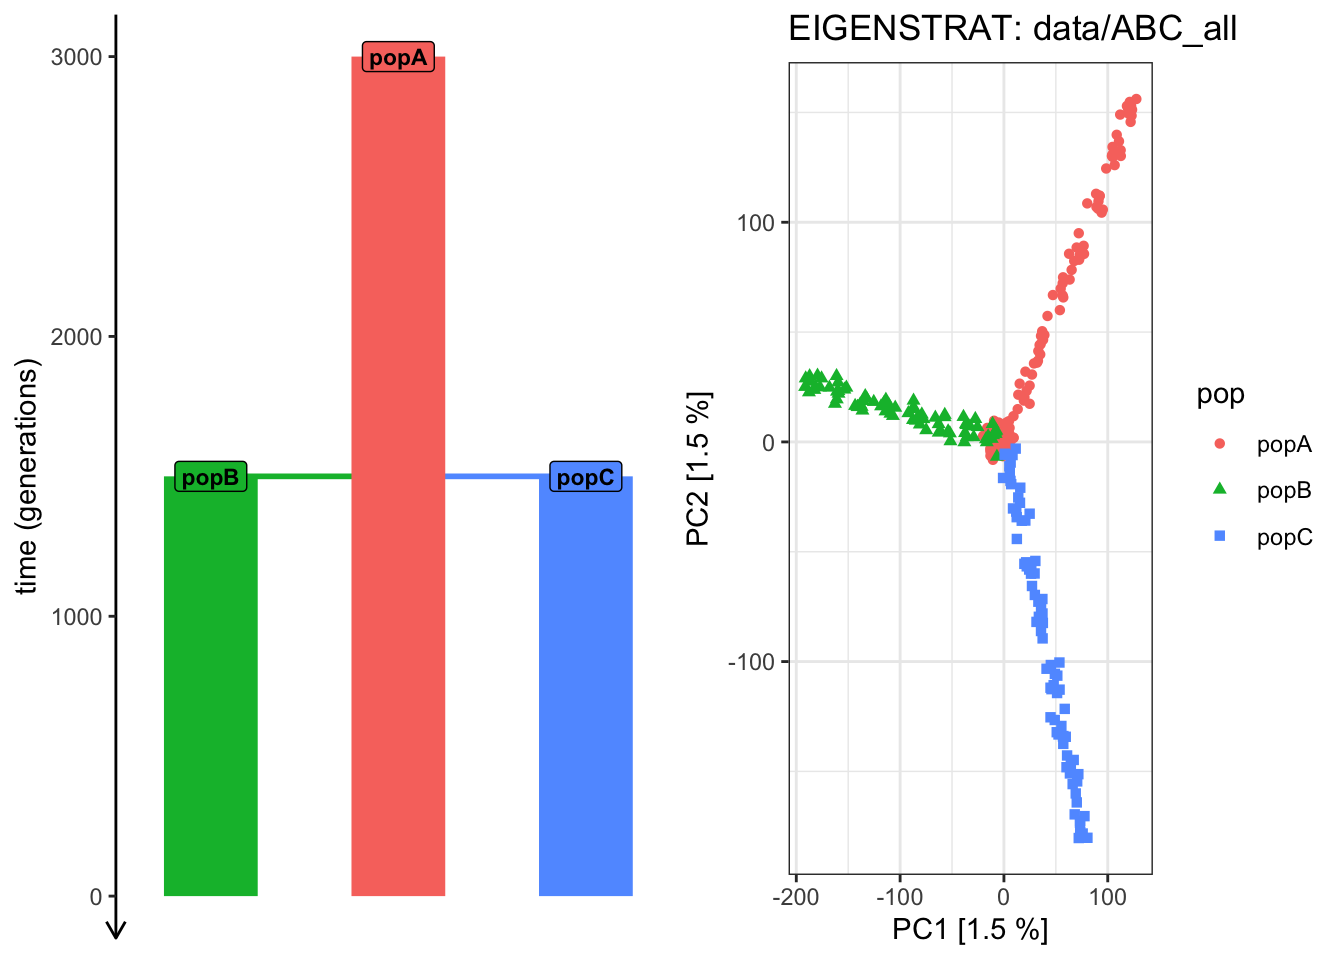 time (generations)
3000
2000
1000
0
popA
popB
popC
EIGENSTRAT: data/ABC_all
PC2 [1.5 %]
100
0
-100
-200
-100
0
100
PC1 [1.5 %]
pop
popA
popB
popC